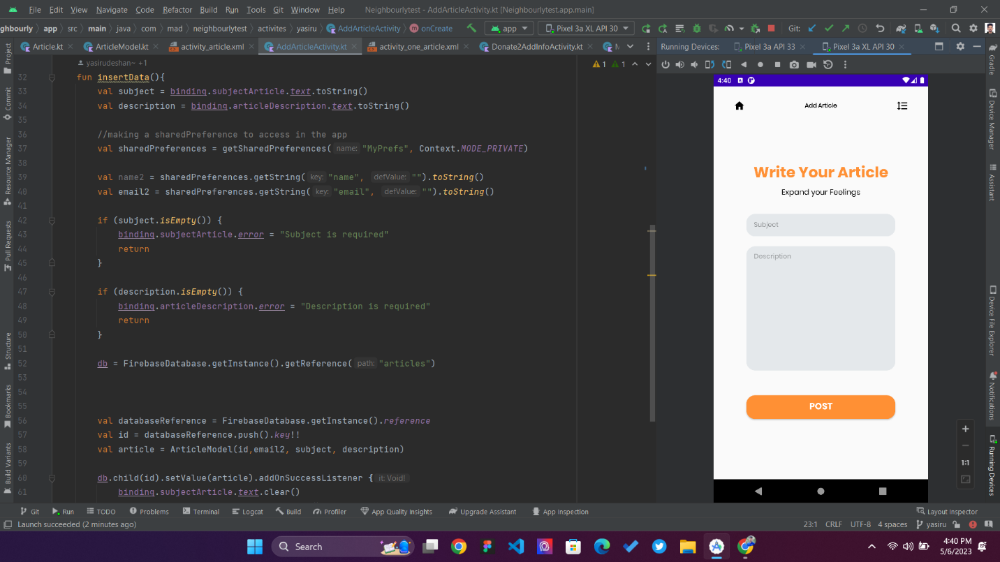 File Edit View Navigate Code Refactor Build Run Tools Git Window Help Neighbourlytest - AddArticleActivity.kt [Neighbourlytest.app.main]
ghbourly app src main java com mad neighbourlytest activites yasiru AddArticleActivity onCreate app Pixel 3a XL API 30 Git:
Article.kt ArticleModel.kt activity_article.xml AddArticleActivity.kt activity_one_article.xml Donate2AddInfoActivity.kt Running Devices: Pixel 3a API 33 Pixel 3a XL API 30
yasirudeshan~ +1
1 1
32 fun insertData(){
33 val subject = binding.subjectArticle.text.toString()
34 val description = binding.articleDescription.text.toString()
35
36 //making a sharedPreference to access in the app
37 val sharedPreferences = getSharedPreferences( name: "MyPrefs", Context.MODE_PRIVATE)
38
39 val name2 = sharedPreferences.getString( key: "name", defValue: "").toString()
40 val email2 = sharedPreferences.getString( key: "email", defValue: "").toString()
41
42 if (subject.isEmpty()) {
43 binding.subjectArticle.error = "Subject is required"
44 return
45 }
46
47 if (description.isEmpty()) {
48 binding.articleDescription.error = "Description is required"
49 return
50 }
51
52 db = FirebaseDatabase.getInstance().getReference( path: "articles")
53
54
55
56 val databaseReference = FirebaseDatabase.getInstance().reference
57 val id = databaseReference.push().key!!
58 val article = ArticleModel(id,email2, subject, description)
59
60 db.child(id).setValue(article).addOnSuccessListener { it: Void!
61 binding.subjectArticle.text.clear()
4:40
Add Article
Write Your Article
Expand your Feelings
Subject
Description
POST
1:1
Project
Commit
Resource Manager
Pull Requests
Structure
Bookmarks
Build Variants
Gradle
Device Manager
Assistant
Device File Explorer
Notifications
Running Devices
Git Run TODO Problems Terminal Logcat Build Profiler App Quality Insights Upgrade Assistant App Inspection Layout Inspector
Launch succeeded (2 minutes ago) 23:1 CRLF UTF-8 4 spaces yasiru
Search
4:40 PM
5/6/2023